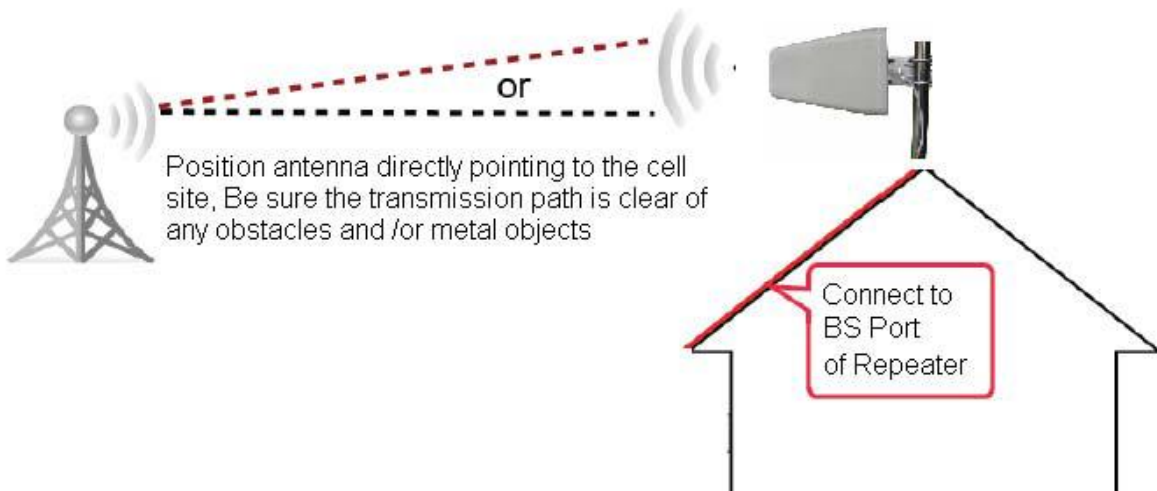 or
Position antenna directly pointing to the cell
site, Be sure the transmission path is clear of
any obstacles and /or metal objects
Connect to
BS Port
of Repeater